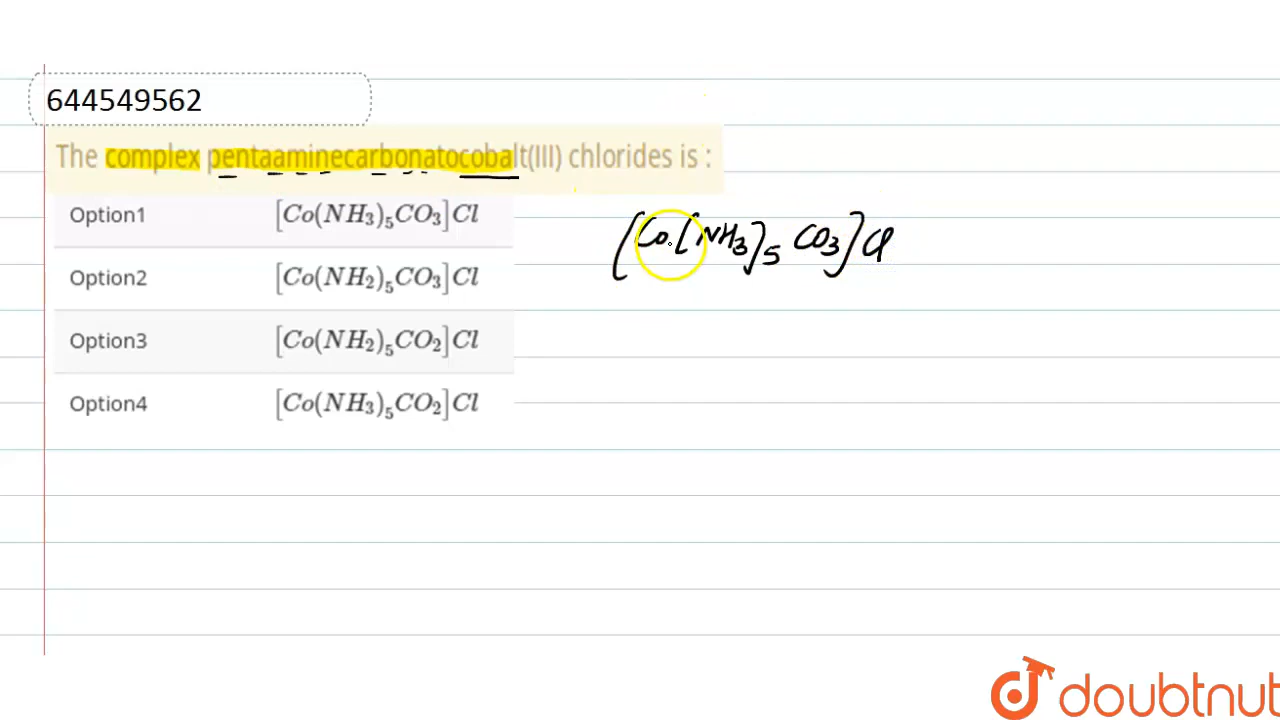 644549562
The complex pentaaminecarbonatocobalt(III) chlorides is :
Option1 [Co(NH₃)₅CO₃]Cl
[Co[NH₃]₅ CO₃]Cl
Option2 [Co(NH₂)₅CO₃]Cl
Option3 [Co(NH₂)₅CO₂]Cl
Option4 [Co(NH₃)₅CO₂]Cl
doubtnut